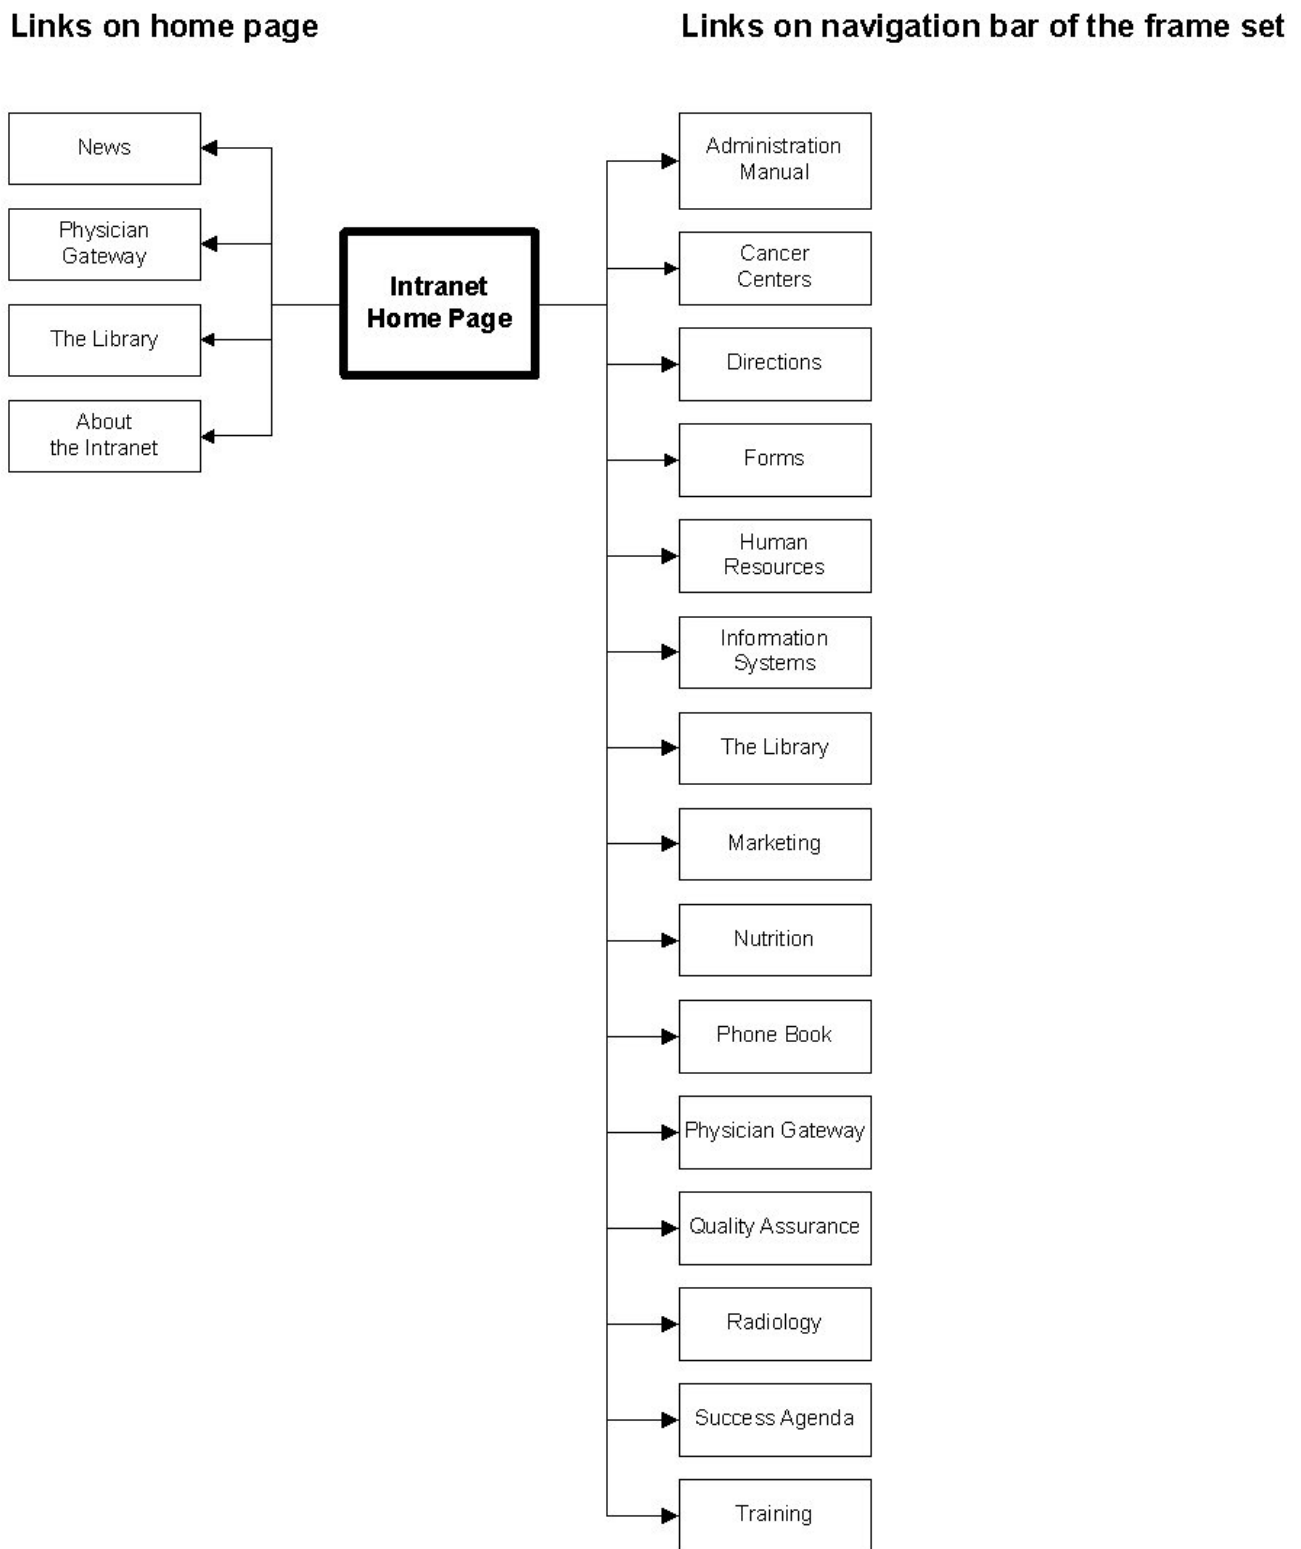 Links on home page
Links on navigation bar of the frame set
News
Physician
Gateway
The Library
About
the Intranet
Intranet
Home Page
Administration
Manual
Cancer
Centers
Directions
Forms
Human
Resources
Information
Systems
The Library
Marketing
Nutrition
Phone Book
Physician Gateway
Quality Assurance
Radiology
Success Agenda
Training